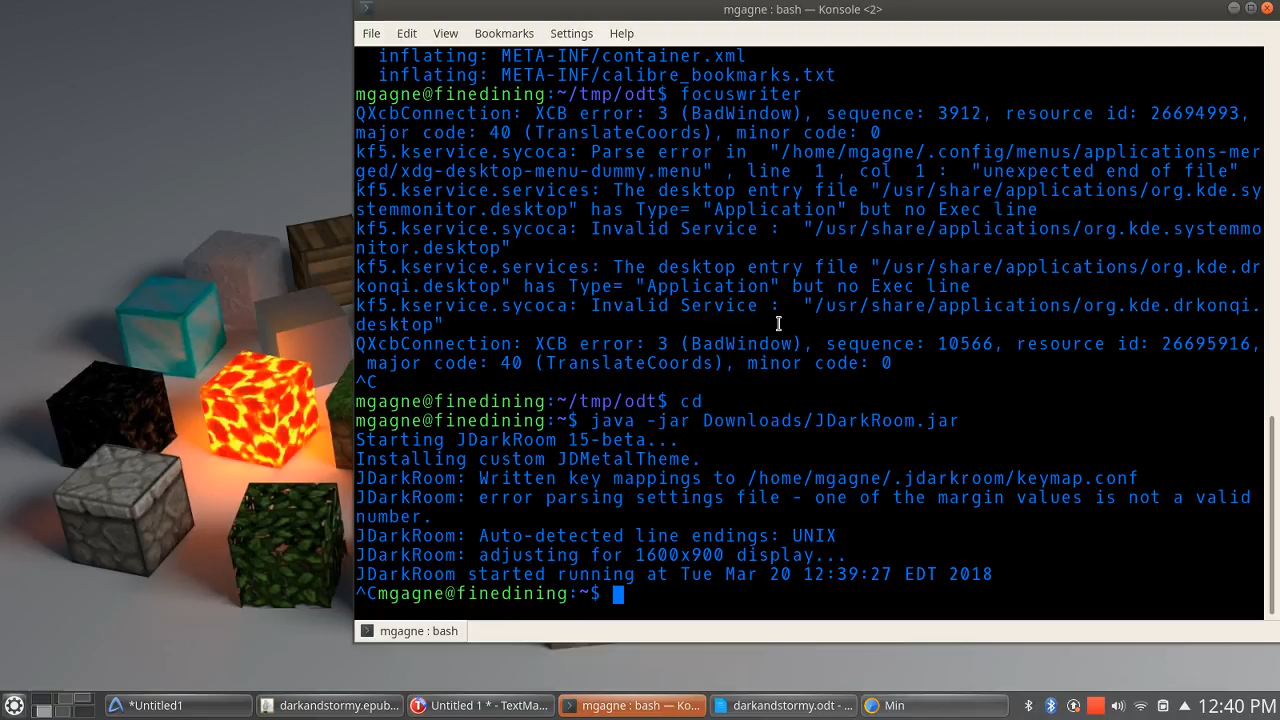 mgagne : bash — Konsole <2>
File Edit View Bookmarks Settings Help
inflating: META-INF/container.xml
inflating: META-INF/calibre_bookmarks.txt
mgagne@finedining:~/tmp/odt$ focuswriter
QXcbConnection: XCB error: 3 (BadWindow), sequence: 3912, resource id: 26694993,
major code: 40 (TranslateCoords), minor code: 0
kf5.kservice.sycoca: Parse error in "/home/mgagne/.config/menus/applications-mer
ged/xdg-desktop-menu-dummy.menu" , line 1 , col 1 : "unexpected end of file"
kf5.kservice.services: The desktop entry file "/usr/share/applications/org.kde.sy
stemmonitor.desktop" has Type= "Application" but no Exec line
kf5.kservice.sycoca: Invalid Service : "/usr/share/applications/org.kde.systemmo
nitor.desktop"
kf5.kservice.services: The desktop entry file "/usr/share/applications/org.kde.dr
konqi.desktop" has Type= "Application" but no Exec line
kf5.kservice.sycoca: Invalid Service : "/usr/share/applications/org.kde.drkonqi.
desktop"
QXcbConnection: XCB error: 3 (BadWindow), sequence: 10566, resource id: 26695916,
major code: 40 (TranslateCoords), minor code: 0
^C
mgagne@finedining:~/tmp/odt$ cd
mgagne@finedining:~$ java -jar Downloads/JDarkRoom.jar
Starting JDarkRoom 15-beta...
Installing custom JDMetalTheme.
JDarkRoom: Written key mappings to /home/mgagne/.jdarkroom/keymap.conf
JDarkRoom: error parsing settings file - one of the margin values is not a valid
number.
JDarkRoom: Auto-detected line endings: UNIX
JDarkRoom: adjusting for 1600x900 display...
JDarkRoom started running at Tue Mar 20 12:39:27 EDT 2018
^Cmgagne@finedining:~$
mgagne : bash
*Untitled1 darkandstormy.epub... Untitled 1 * - TextMa... mgagne : bash — Ko... darkandstormy.odt - ... Min 12:40 PM